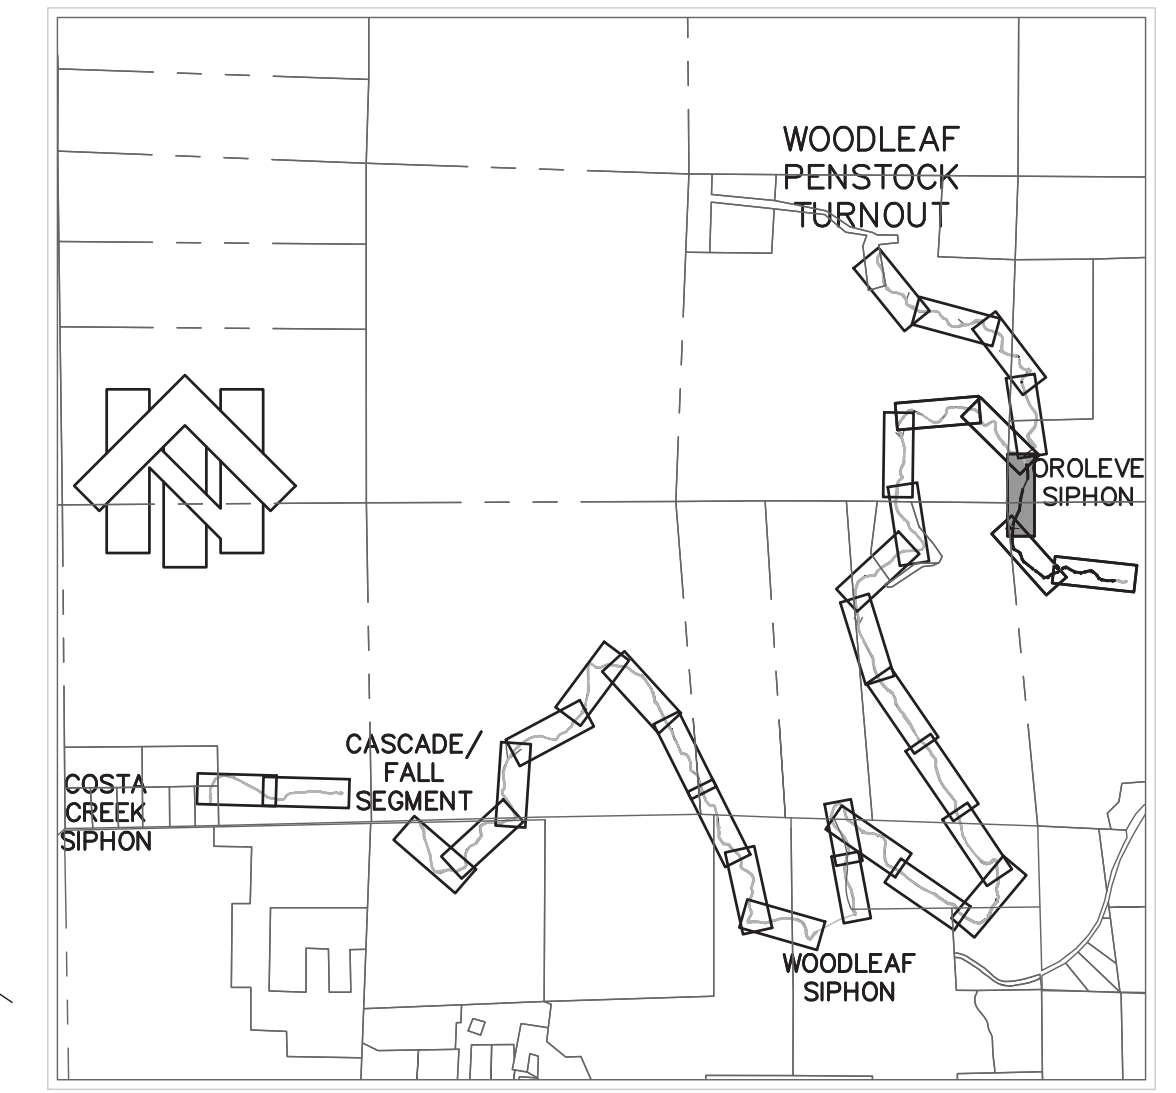 WOODLEAF
PENSTOCK
TURNOUT
OROLEVE
SIPHON
CASCADE/
FALL
SEGMENT
COSTA
CREEK
SIPHON
WOODLEAF
SIPHON